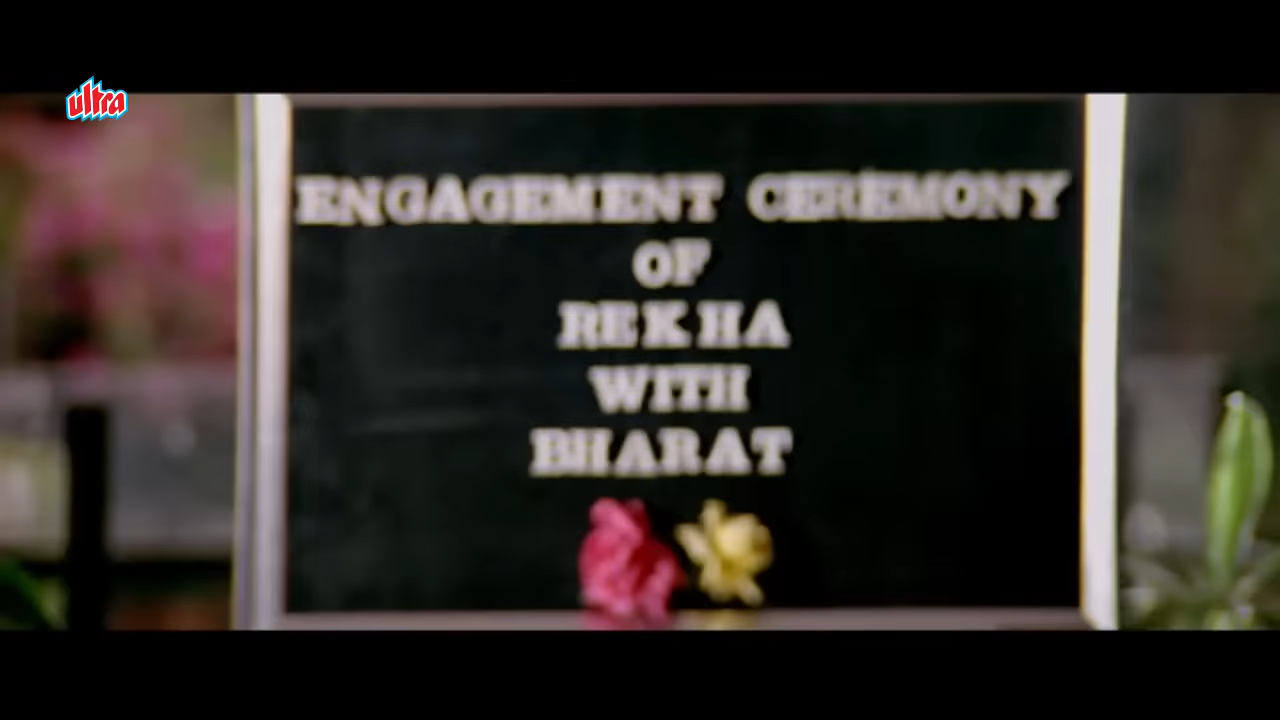 ultra
ENGAGEMENT CEREMONY
OF
REKHA
WITH
BHARAT